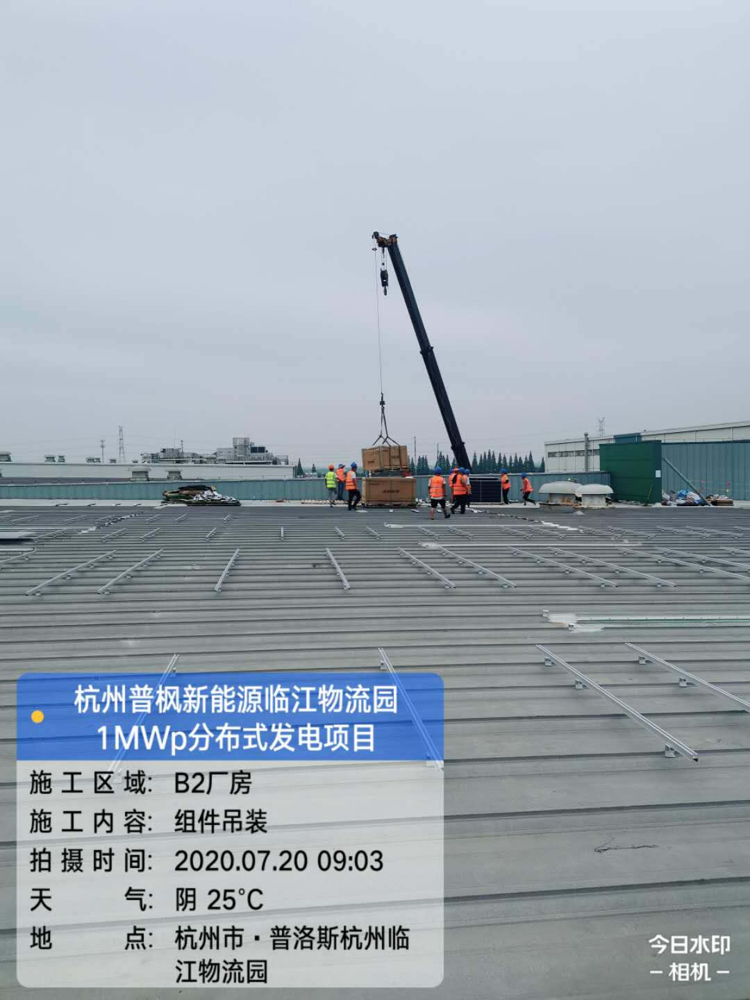 杭州普枫新能源临江物流园
1MWp分布式发电项目
施工区域: B2厂房
施工内容: 组件吊装
拍摄时间: 2020.07.20 09:03
天气: 阴 25°C
地点: 杭州市·普洛斯杭州临
江物流园
今日水印
-相机-